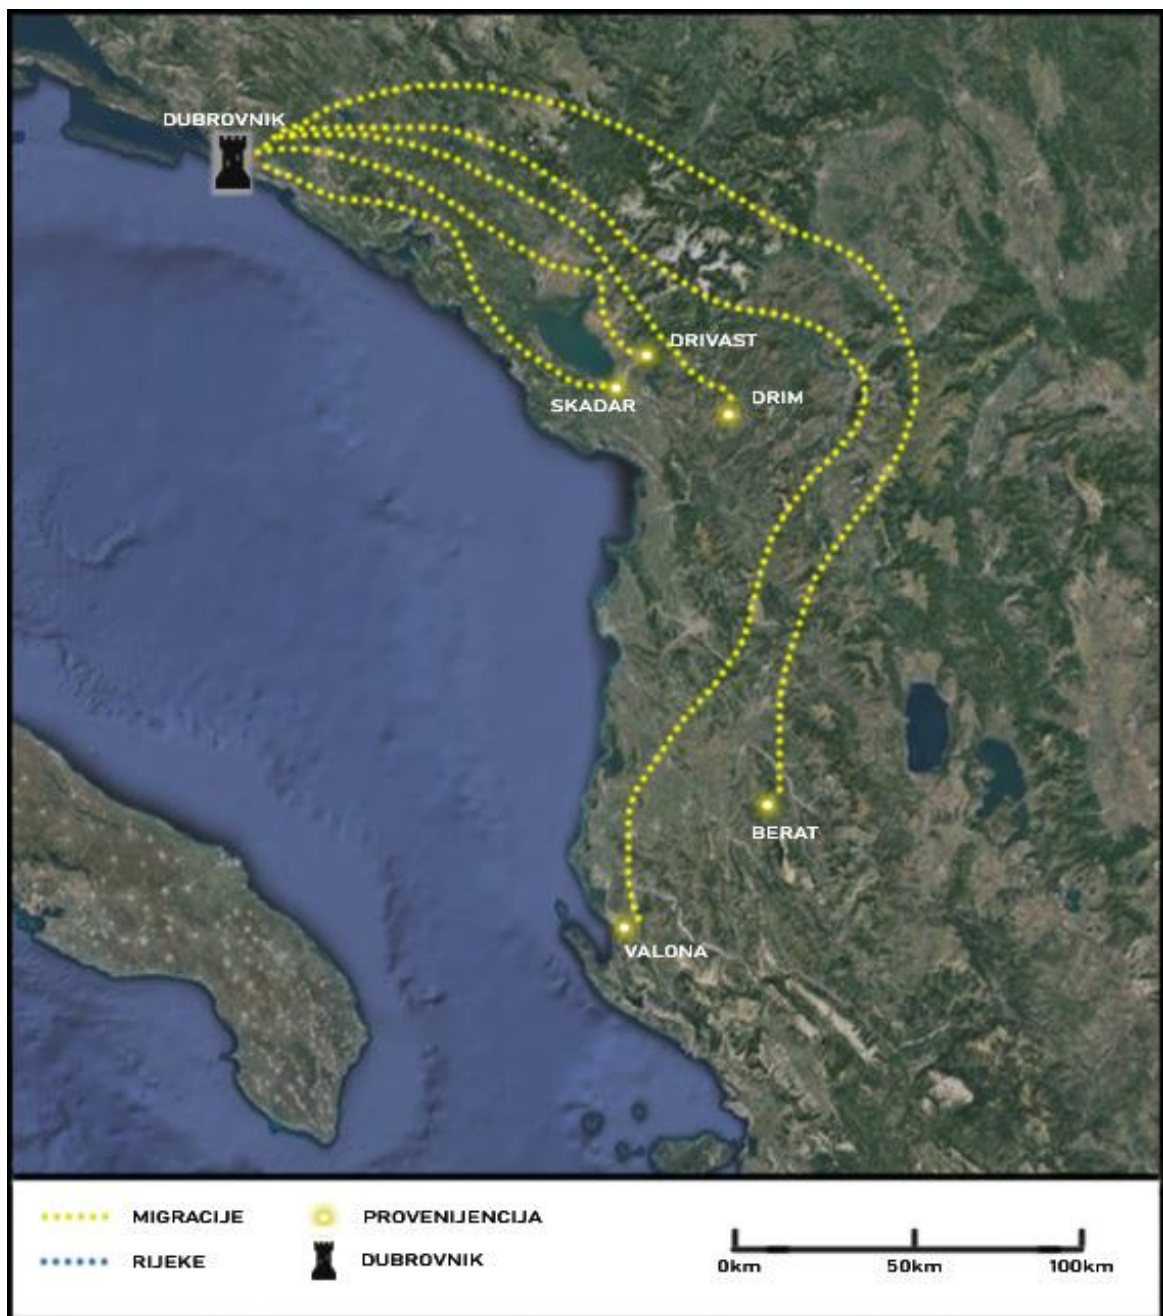 DUBROVNIK
DRIVAST
DRIM
SKADAR
BERAT
VALONA
MIGRACIJE
PROVENIJENCIJA
RIJEKE
DUBROVNIK
0km 50km 100km